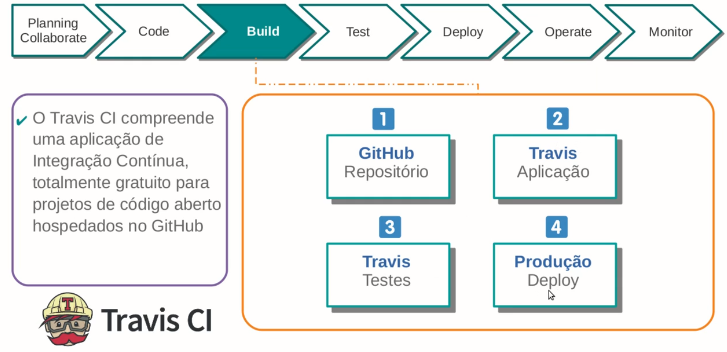 Planning
Collaborate
Code
Build
Test
Deploy
Operate
Monitor
✔ O Travis CI compreende
uma aplicação de
Integração Contínua,
totalmente gratuito para
projetos de código aberto
hospedados no GitHub
1
GitHub
Repositório
2
Travis
Aplicação
3
Travis
Testes
4
Produção
Deploy
T
Travis CI